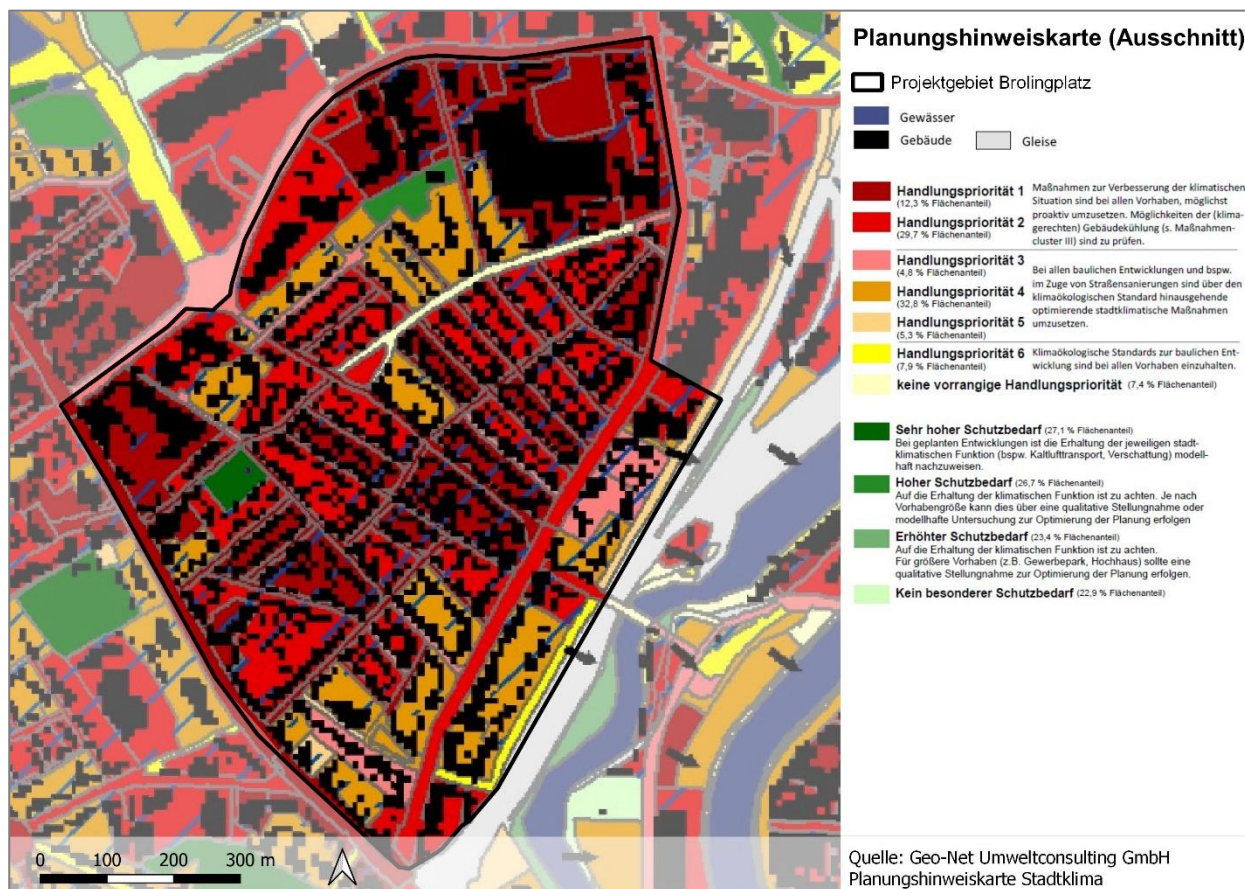 Planungshinweiskarte (Ausschnitt)
Projektgebiet Brolingplatz
Gewässer
Gebäude Gleise
Handlungspriorität 1
(12,3 % Flächenanteil)
Handlungspriorität 2
(29,7 % Flächenanteil)
Maßnahmen zur Verbesserung der klimatischen
Situation sind bei allen Vorhaben, möglichst
proaktiv umzusetzen. Möglichkeiten der (klima-
gerechten) Gebäudekühlung (s. Maßnahmen-
cluster III) sind zu prüfen.
Handlungspriorität 3
(4,8 % Flächenanteil)
Handlungspriorität 4
(32,8 % Flächenanteil)
Handlungspriorität 5
(5,3 % Flächenanteil)
Bei allen baulichen Entwicklungen und bspw.
im Zuge von Straßensanierungen sind über den
klimaökologischen Standard hinausgehende
optimierende stadtklimatische Maßnahmen
umzusetzen.
Handlungspriorität 6
(7,9 % Flächenanteil)
Klimaökologische Standards zur baulichen Ent-
wicklung sind bei allen Vorhaben einzuhalten.
keine vorrangige Handlungspriorität (7,4 % Flächenanteil)
Sehr hoher Schutzbedarf (27,1 % Flächenanteil)
Bei geplanten Entwicklungen ist die Erhaltung der jeweiligen stadt-
klimatischen Funktion (bspw. Kaltlufttransport, Verschattung) modell-
haft nachzuweisen.
Hoher Schutzbedarf (26,7 % Flächenanteil)
Auf die Erhaltung der klimatischen Funktion ist zu achten. Je nach
Vorhabengröße kann dies über eine qualitative Stellungnahme oder
modellhafte Untersuchung zur Optimierung der Planung erfolgen
Erhöhter Schutzbedarf (23,4 % Flächenanteil)
Auf die Erhaltung der klimatischen Funktion ist zu achten.
Für größere Vorhaben (z.B. Gewerbepark, Hochhaus) sollte eine
qualitative Stellungnahme zur Optimierung der Planung erfolgen.
Kein besonderer Schutzbedarf (22,9 % Flächenanteil)
0 100 200 300 m
Quelle: Geo-Net Umweltconsulting GmbH
Planungshinweiskarte Stadtklima